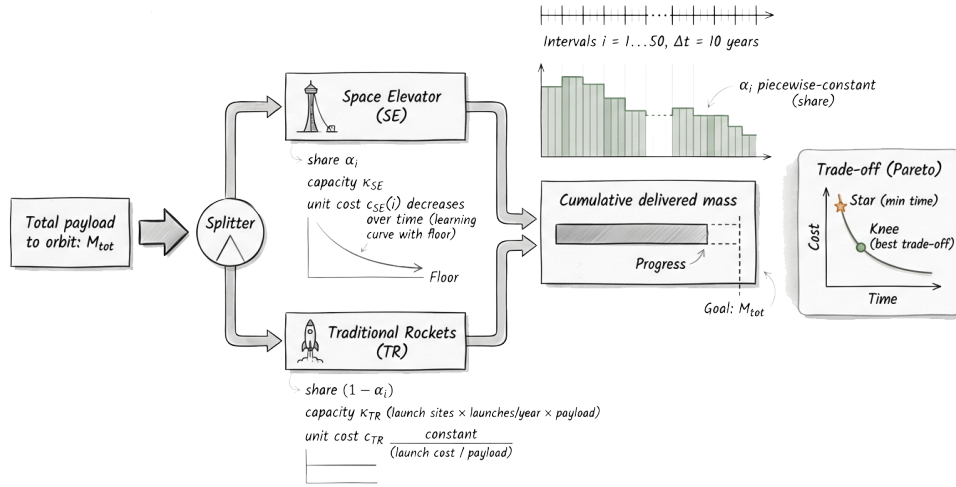 Intervals i = 1...50, Δt = 10 years
αᵢ piecewise-constant
(share)
Space Elevator
(SE)
share αᵢ
capacity κ_SE
unit cost c_SE(i) decreases
over time (learning
curve with floor)
Floor
Total payload
to orbit: M_tot
Splitter
Cumulative delivered mass
Progress
Goal: M_tot
Trade-off (Pareto)
Star (min time)
Knee
(best trade-off)
Cost
Time
Traditional Rockets
(TR)
share (1 − αᵢ)
capacity κ_TR (launch sites × launches/year × payload)
unit cost c_TR constant
(launch cost / payload)